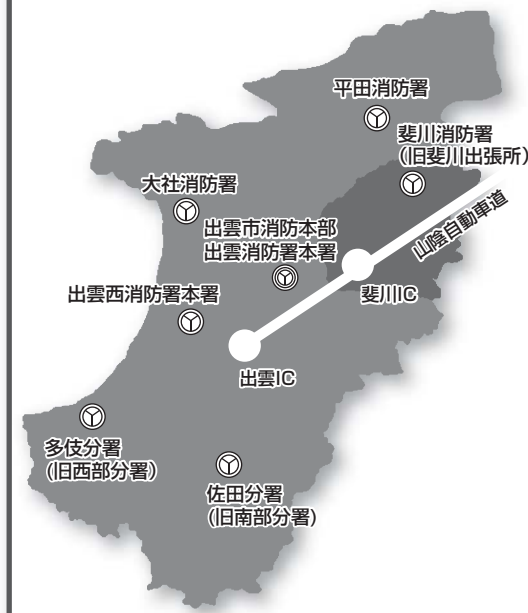 平田消防署
斐川消防署
（旧斐川出張所）
大社消防署
山陰自動車道
出雲市消防本部
出雲消防署本署
斐川IC
出雲西消防署本署
出雲IC
多伎分署
（旧西部分署）
佐田分署
（旧南部分署）